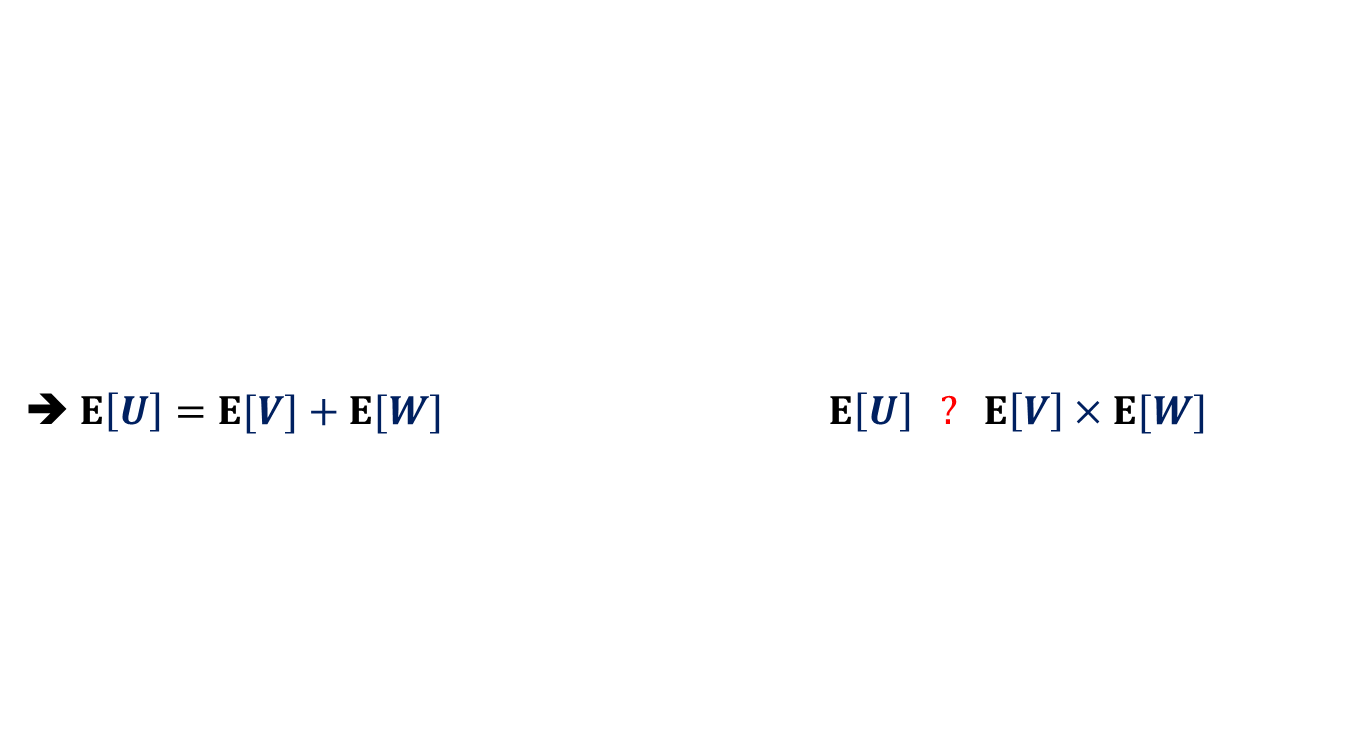 ➔ 𝐄[𝑼] = 𝐄[𝑽] + 𝐄[𝑾]
𝐄[𝑼] ? 𝐄[𝑽] × 𝐄[𝑾]